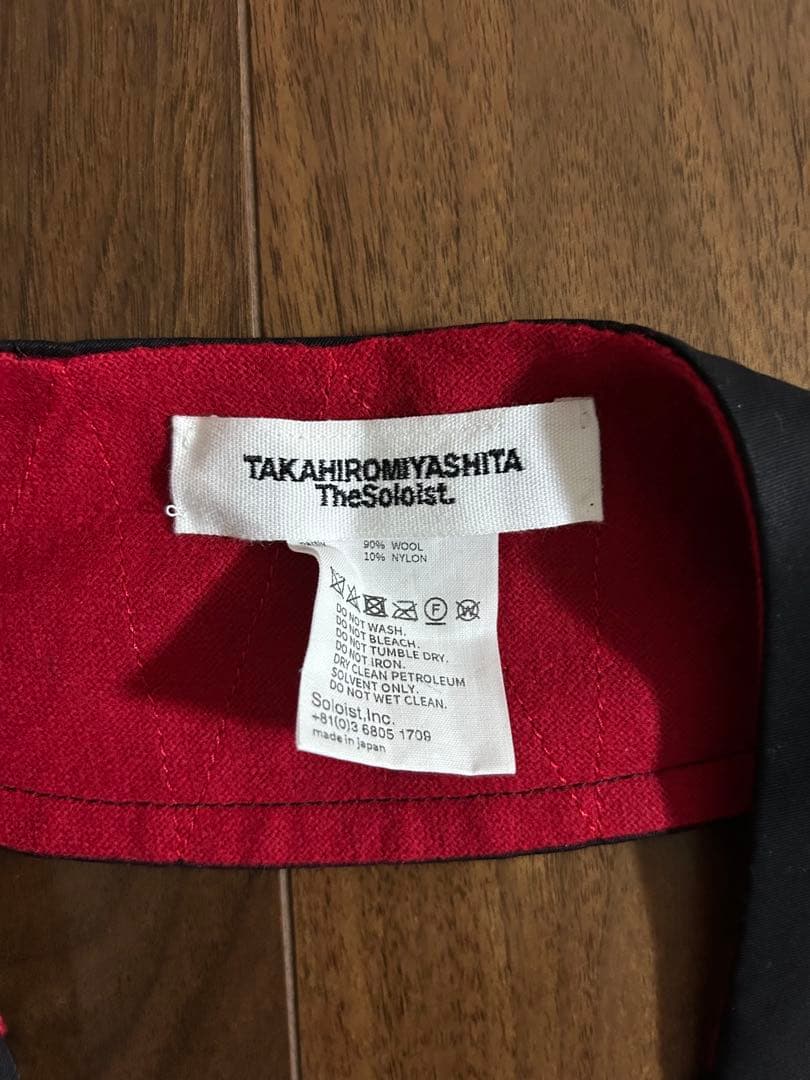 TAKAHIROMIYASHITA
TheSoloist.
90% WOOL
10% NYLON
F W
DO NOT WASH.
DO NOT BLEACH.
DO NOT TUMBLE DRY.
DO NOT IRON.
DRY CLEAN PETROLEUM
SOLVENT ONLY.
DO NOT WET CLEAN.
Soloist,Inc.
+81(0)3 6805 1709
made in japan